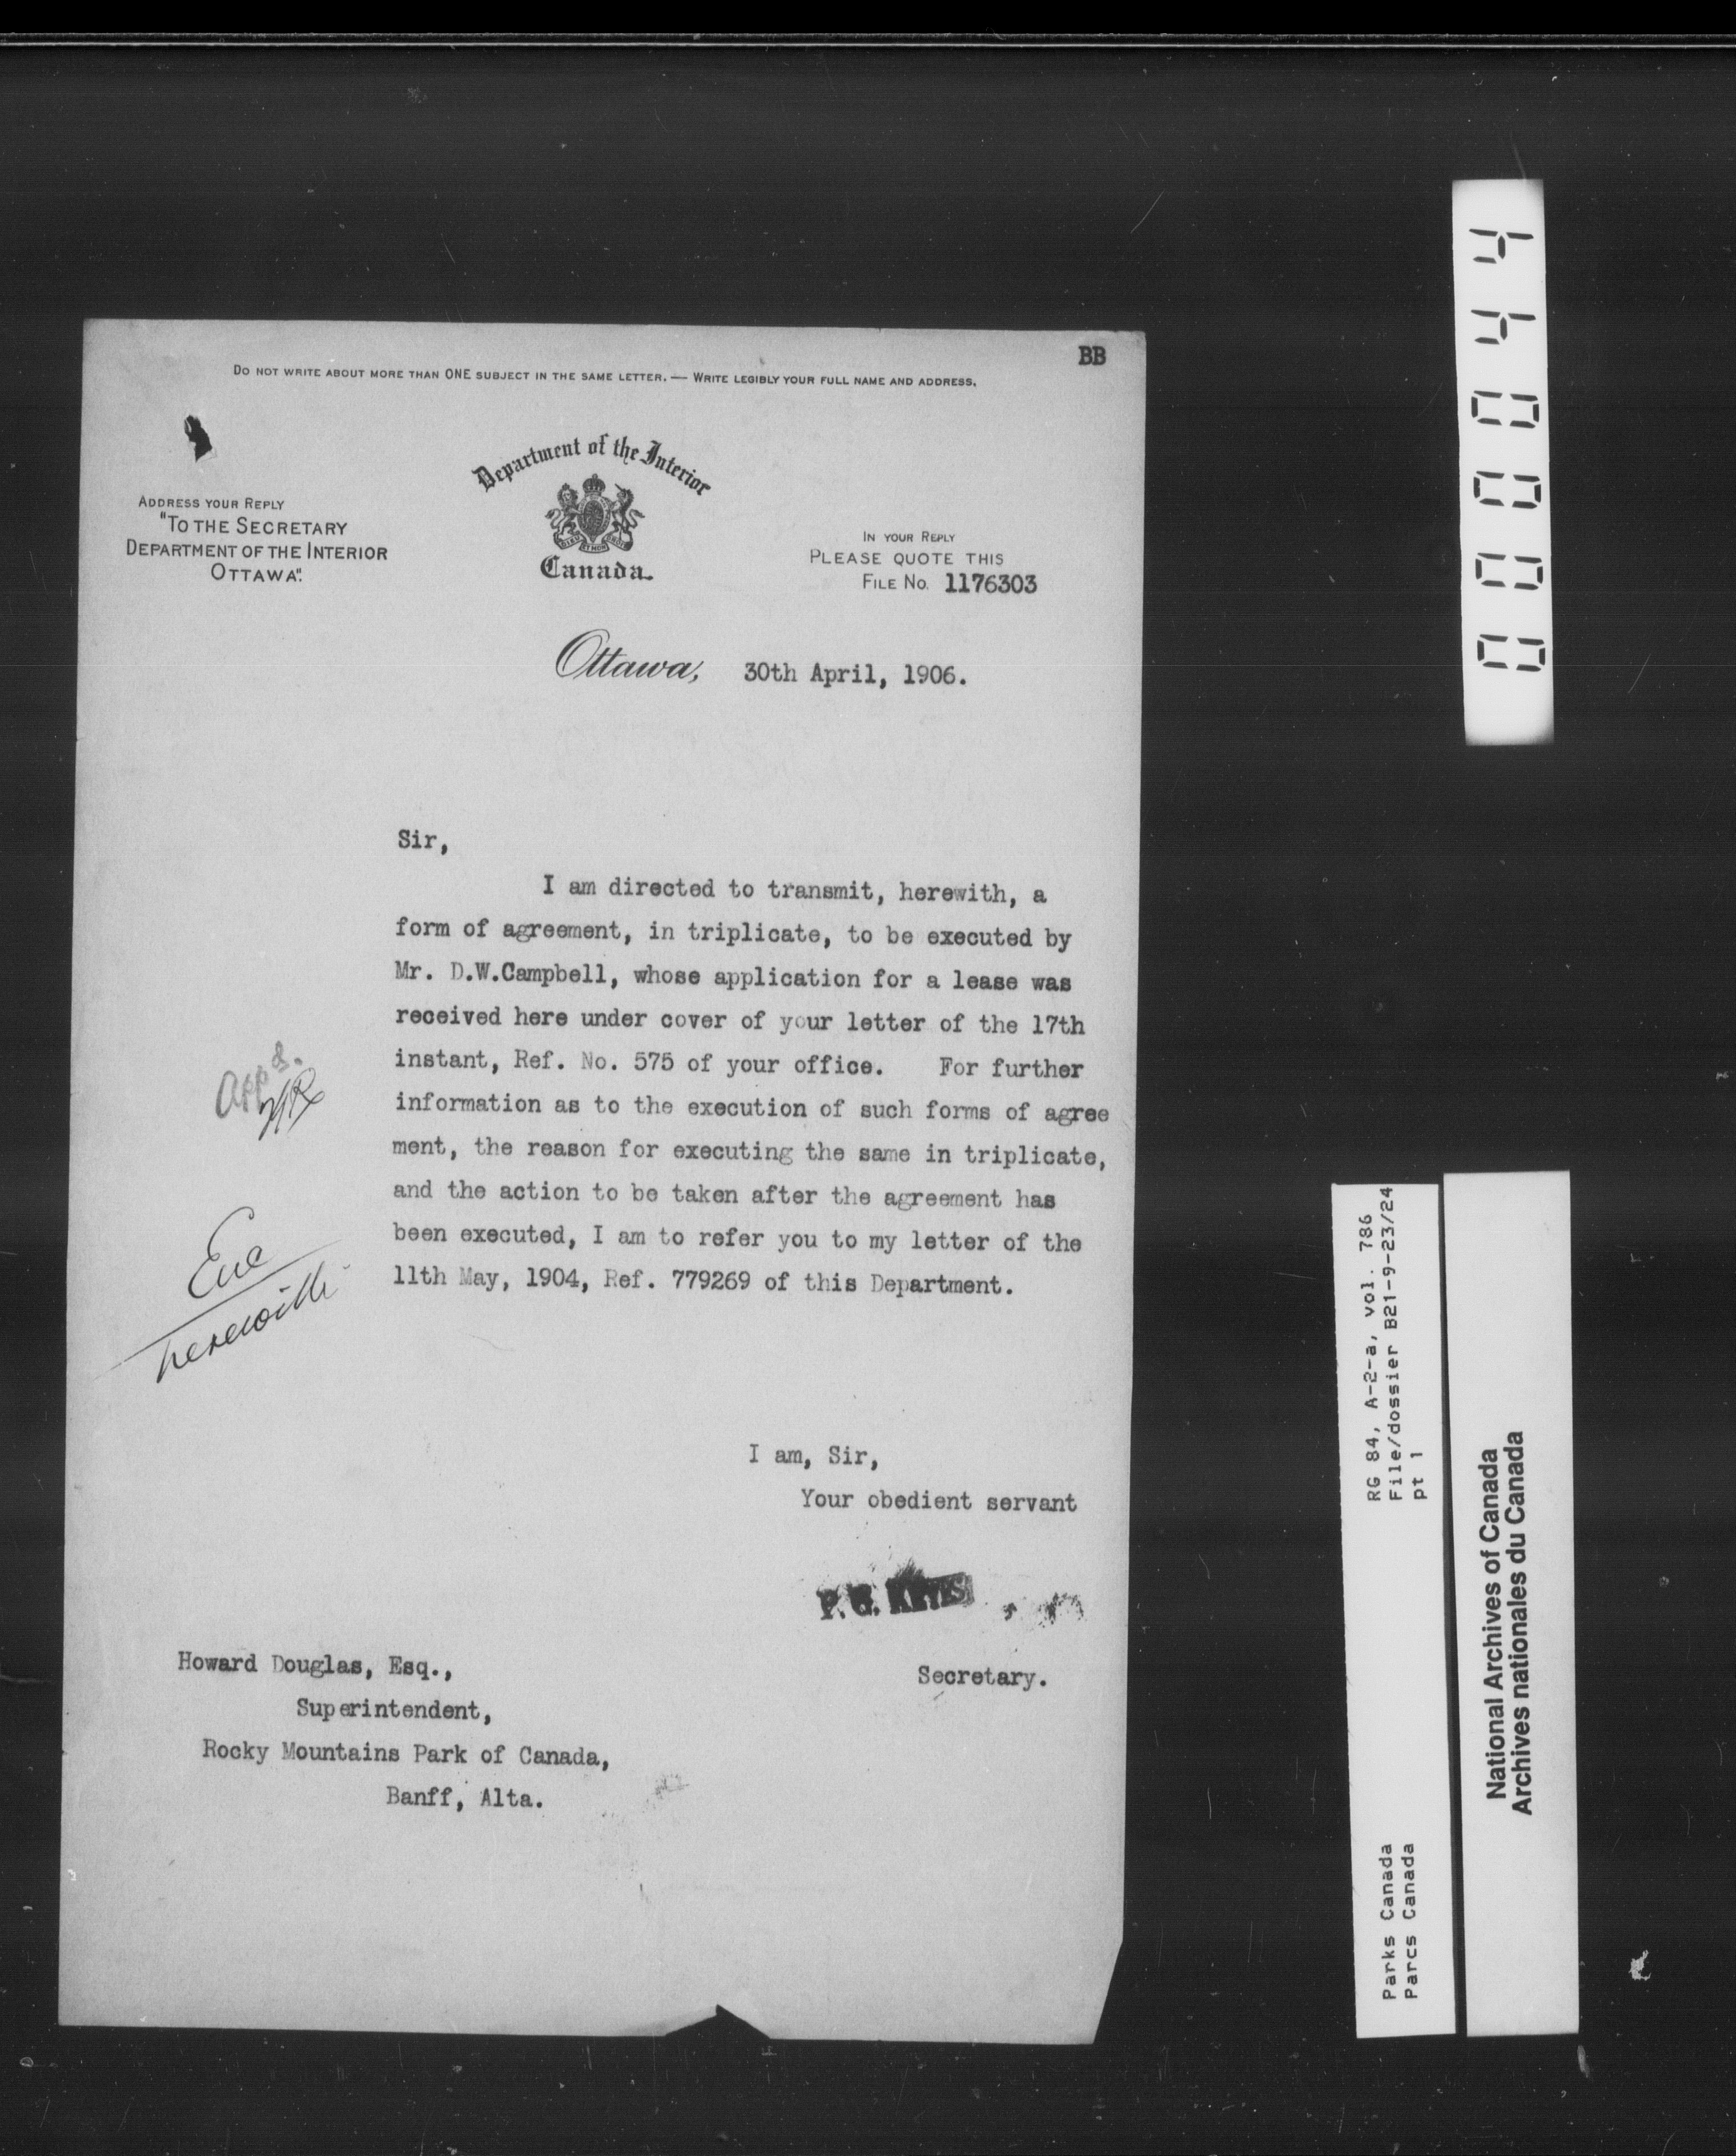 BB
DO NOT WRITE ABOUT MORE THAN ONE SUBJECT IN THE SAME LETTER. — WRITE LEGIBLY YOUR FULL NAME AND ADDRESS.
Department of the Interior
Canada.
ADDRESS YOUR REPLY
"TO THE SECRETARY
DEPARTMENT OF THE INTERIOR
OTTAWA".
IN YOUR REPLY
PLEASE QUOTE THIS
FILE NO. 1176303
Ottawa, 30th April, 1906.
Sir,
I am directed to transmit, herewith, a
form of agreement, in triplicate, to be executed by
Mr. D.W.Campbell, whose application for a lease was
received here under cover of your letter of the 17th
instant, Ref. No. 575 of your office. For further
information as to the execution of such forms of agree
ment, the reason for executing the same in triplicate,
and the action to be taken after the agreement has
been executed, I am to refer you to my letter of the
11th May, 1904, Ref. 779269 of this Department.
App'd.
Enc
herewith
I am, Sir,
Your obedient servant
P. G. KEYES
Secretary.
Howard Douglas, Esq.,
Superintendent,
Rocky Mountains Park of Canada,
Banff, Alta.
000044
RG 84, A-2-a, vol. 786
File/dossier B21-9-23/24
pt 1
Parks Canada
Parcs Canada
National Archives of Canada
Archives nationales du Canada